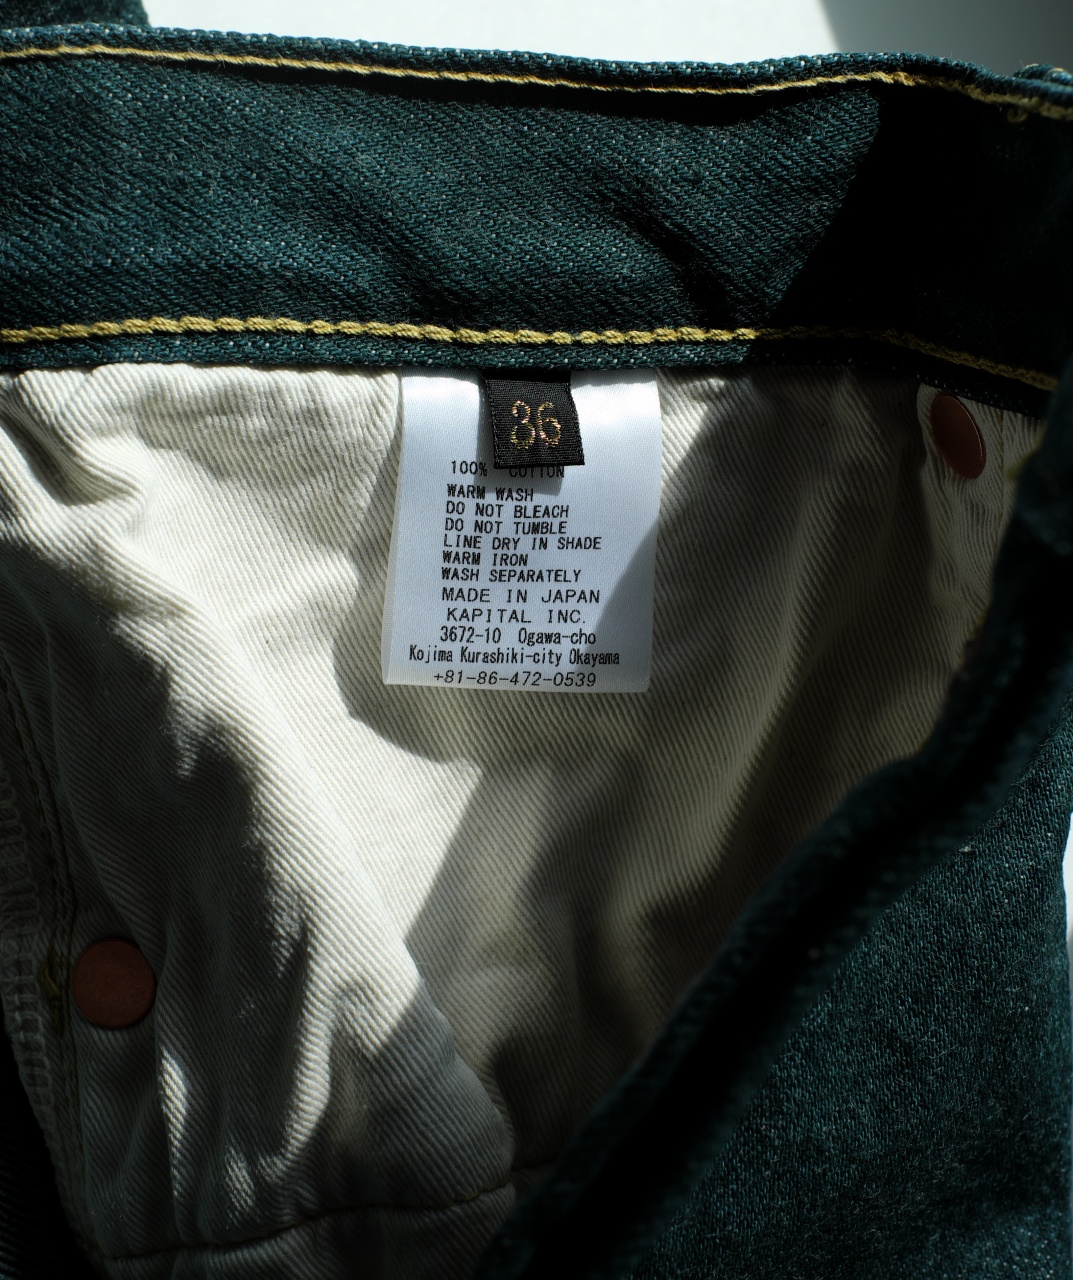 36
100% COTTON
WARM WASH
DO NOT BLEACH
DO NOT TUMBLE
LINE DRY IN SHADE
WARM IRON
WASH SEPARATELY
MADE IN JAPAN
KAPITAL INC.
3672-10 Ogawa-cho
Kojima Kurashiki-city Okayama
+81-86-472-0539